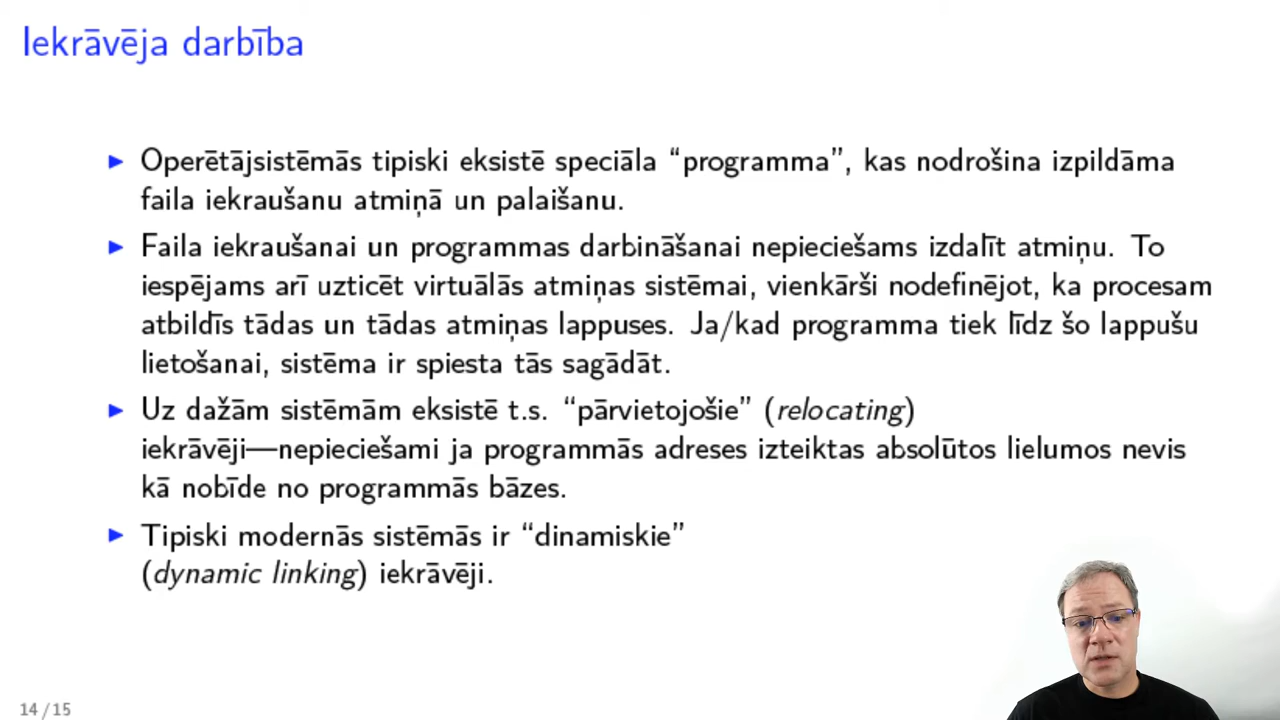 Iekrāvēja darbība
▶ Operētājsistēmās tipiski eksistē speciāla “programma”, kas nodrošina izpildāma
faila iekraušanu atmiņā un palaišanu.
▶ Faila iekraušanai un programmas darbināšanai nepieciešams izdalīt atmiņu. To
iespējams arī uzticēt virtuālās atmiņas sistēmai, vienkārši nodefinējot, ka procesam
atbildīs tādas un tādas atmiņas lappuses. Ja/kad programma tiek līdz šo lappušu
lietošanai, sistēma ir spiesta tās sagādāt.
▶ Uz dažām sistēmām eksistē t.s. “pārvietojošie” (relocating)
iekrāvēji—nepieciešami ja programmās adreses izteiktas absolūtos lielumos nevis
kā nobīde no programmās bāzes.
▶ Tipiski modernās sistēmās ir “dinamiskie”
(dynamic linking) iekrāvēji.
14/15